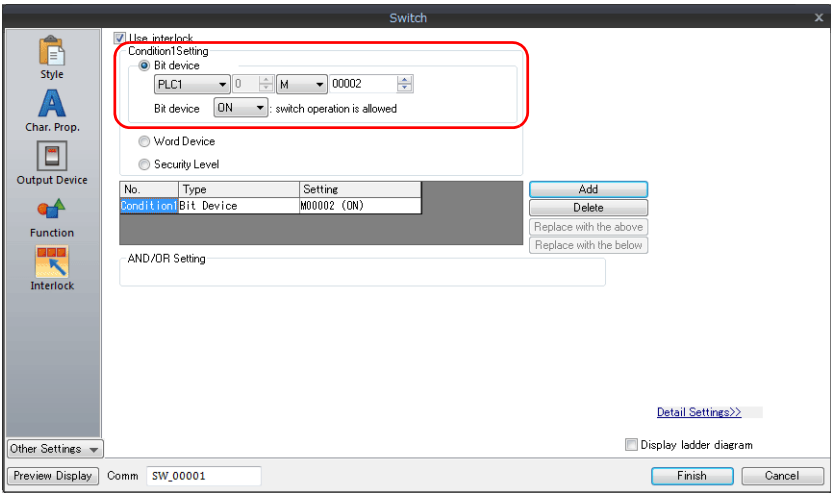 Switch
x
Style
Char. Prop.
Output Device
Function
Interlock
Other Settings
Use interlock
Condition1Setting
Bit device
PLC1 0 M 00002
Bit device ON : switch operation is allowed
Word Device
Security Level
No. Type Setting
Condition1 Bit Device M00002 (ON)
Add
Delete
Replace with the above
Replace with the below
AND/OR Setting
Detail Settings>>
Display ladder diagram
Preview Display Comm SW_00001 Finish Cancel